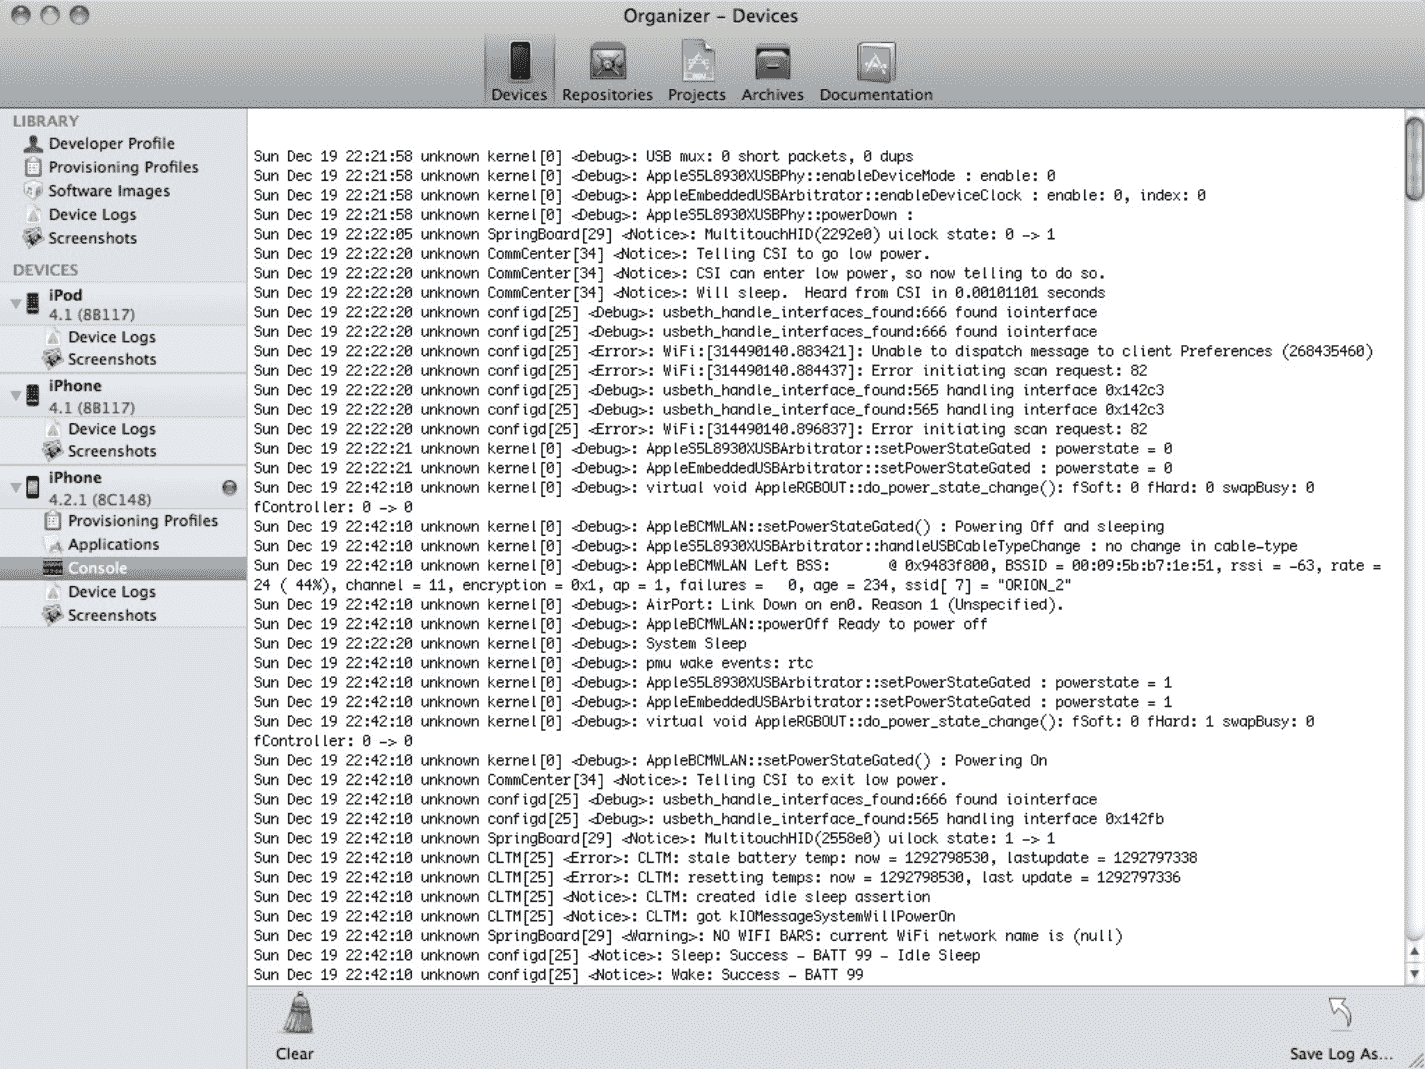 Organizer – Devices
Devices
Repositories
Projects
Archives
Documentation
LIBRARY
Developer Profile
Provisioning Profiles
Software Images
Device Logs
Screenshots
DEVICES
iPod
4.1 (8B117)
Device Logs
Screenshots
iPhone
4.1 (8B117)
Device Logs
Screenshots
iPhone
4.2.1 (8C148)
Provisioning Profiles
Applications
Console
Device Logs
Screenshots
Sun Dec 19 22:21:58 unknown kernel[0] <Debug>: USB mux: 0 short packets, 0 dups
Sun Dec 19 22:21:58 unknown kernel[0] <Debug>: AppleS5L8930XUSBPhy::enableDeviceMode : enable: 0
Sun Dec 19 22:21:58 unknown kernel[0] <Debug>: AppleEmbeddedUSBArbitrator::enableDeviceClock : enable: 0, index: 0
Sun Dec 19 22:21:58 unknown kernel[0] <Debug>: AppleS5L8930XUSBPhy::powerDown :
Sun Dec 19 22:22:05 unknown SpringBoard[29] <Notice>: MultitouchHID(2292e0) uilock state: 0 -> 1
Sun Dec 19 22:22:20 unknown CommCenter[34] <Notice>: Telling CSI to go low power.
Sun Dec 19 22:22:20 unknown CommCenter[34] <Notice>: CSI can enter low power, so now telling to do so.
Sun Dec 19 22:22:20 unknown CommCenter[34] <Notice>: Will sleep.  Heard from CSI in 0.00101101 seconds
Sun Dec 19 22:22:20 unknown configd[25] <Debug>: usbeth_handle_interfaces_found:666 found iointerface
Sun Dec 19 22:22:20 unknown configd[25] <Debug>: usbeth_handle_interfaces_found:666 found iointerface
Sun Dec 19 22:22:20 unknown configd[25] <Error>: WiFi:[314490140.883421]: Unable to dispatch message to client Preferences (268435460)
Sun Dec 19 22:22:20 unknown configd[25] <Error>: WiFi:[314490140.884437]: Error initiating scan request: 82
Sun Dec 19 22:22:20 unknown configd[25] <Debug>: usbeth_handle_interface_found:565 handling interface 0x142c3
Sun Dec 19 22:22:20 unknown configd[25] <Debug>: usbeth_handle_interface_found:565 handling interface 0x142c3
Sun Dec 19 22:22:20 unknown configd[25] <Error>: WiFi:[314490140.896837]: Error initiating scan request: 82
Sun Dec 19 22:22:21 unknown kernel[0] <Debug>: AppleS5L8930XUSBArbitrator::setPowerStateGated : powerstate = 0
Sun Dec 19 22:22:21 unknown kernel[0] <Debug>: AppleEmbeddedUSBArbitrator::setPowerStateGated : powerstate = 0
Sun Dec 19 22:22:21 unknown kernel[0] <Debug>: virtual void AppleRGBOUT::do_power_state_change(): fSoft: 0 fHard: 0 swapBusy: 0
fController: 0 -> 0
Sun Dec 19 22:42:10 unknown kernel[0] <Debug>: AppleBCMWLAN::setPowerStateGated() : Powering Off and sleeping
Sun Dec 19 22:42:10 unknown kernel[0] <Debug>: AppleS5L8930XUSBArbitrator::handleUSBCableTypeChange : no change in cable-type
Sun Dec 19 22:42:10 unknown kernel[0] <Debug>: AppleBCMWLAN Left BSS:       @ 0x9483f800, BSSID = 00:09:5b:b7:1e:51, rssi = -63, rate =
24 ( 44%), channel = 11, encryption = 0x1, ap = 1, failures =   0, age = 234, ssid[ 7] = "ORION_2"
Sun Dec 19 22:42:10 unknown kernel[0] <Debug>: AirPort: Link Down on en0. Reason 1 (Unspecified).
Sun Dec 19 22:42:10 unknown kernel[0] <Debug>: AppleBCMWLAN::powerOff Ready to power off
Sun Dec 19 22:22:20 unknown kernel[0] <Debug>: System Sleep
Sun Dec 19 22:42:10 unknown kernel[0] <Debug>: pmu wake events: rtc
Sun Dec 19 22:42:10 unknown kernel[0] <Debug>: AppleS5L8930XUSBArbitrator::setPowerStateGated : powerstate = 1
Sun Dec 19 22:42:10 unknown kernel[0] <Debug>: AppleEmbeddedUSBArbitrator::setPowerStateGated : powerstate = 1
Sun Dec 19 22:42:10 unknown kernel[0] <Debug>: virtual void AppleRGBOUT::do_power_state_change(): fSoft: 0 fHard: 1 swapBusy: 0
fController: 0 -> 0
Sun Dec 19 22:42:10 unknown kernel[0] <Debug>: AppleBCMWLAN::setPowerStateGated() : Powering On
Sun Dec 19 22:42:10 unknown CommCenter[34] <Notice>: Telling CSI to exit low power.
Sun Dec 19 22:42:10 unknown configd[25] <Debug>: usbeth_handle_interfaces_found:666 found iointerface
Sun Dec 19 22:42:10 unknown configd[25] <Debug>: usbeth_handle_interface_found:565 handling interface 0x142fb
Sun Dec 19 22:42:10 unknown SpringBoard[29] <Notice>: MultitouchHID(2558e0) uilock state: 1 -> 1
Sun Dec 19 22:42:10 unknown CLTM[25] <Error>: CLTM: stale battery temp: now = 1292798530, lastupdate = 1292797338
Sun Dec 19 22:42:10 unknown CLTM[25] <Error>: CLTM: resetting temps: now = 1292798530, last update = 1292797336
Sun Dec 19 22:42:10 unknown CLTM[25] <Notice>: CLTM: created idle sleep assertion
Sun Dec 19 22:42:10 unknown CLTM[25] <Notice>: CLTM: got kIOMessageSystemWillPowerOn
Sun Dec 19 22:42:10 unknown SpringBoard[29] <Warning>: NO WIFI BARS: current WiFi network name is (null)
Sun Dec 19 22:42:10 unknown configd[25] <Notice>: Sleep: Success - BATT 99 - Idle Sleep
Sun Dec 19 22:42:10 unknown configd[25] <Notice>: Wake: Success - BATT 99
Clear
Save Log As...